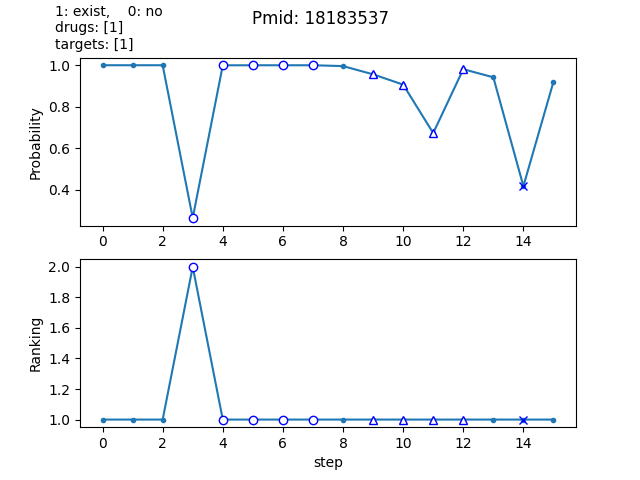 1: exist,    0: no
drugs: [1]
targets: [1]
Pmid: 18183537
Probability
1.0
0.8
0.6
0.4
0 2 4 6 8 10 12 14
Ranking
2.0
1.8
1.6
1.4
1.2
1.0
0 2 4 6 8 10 12 14
step